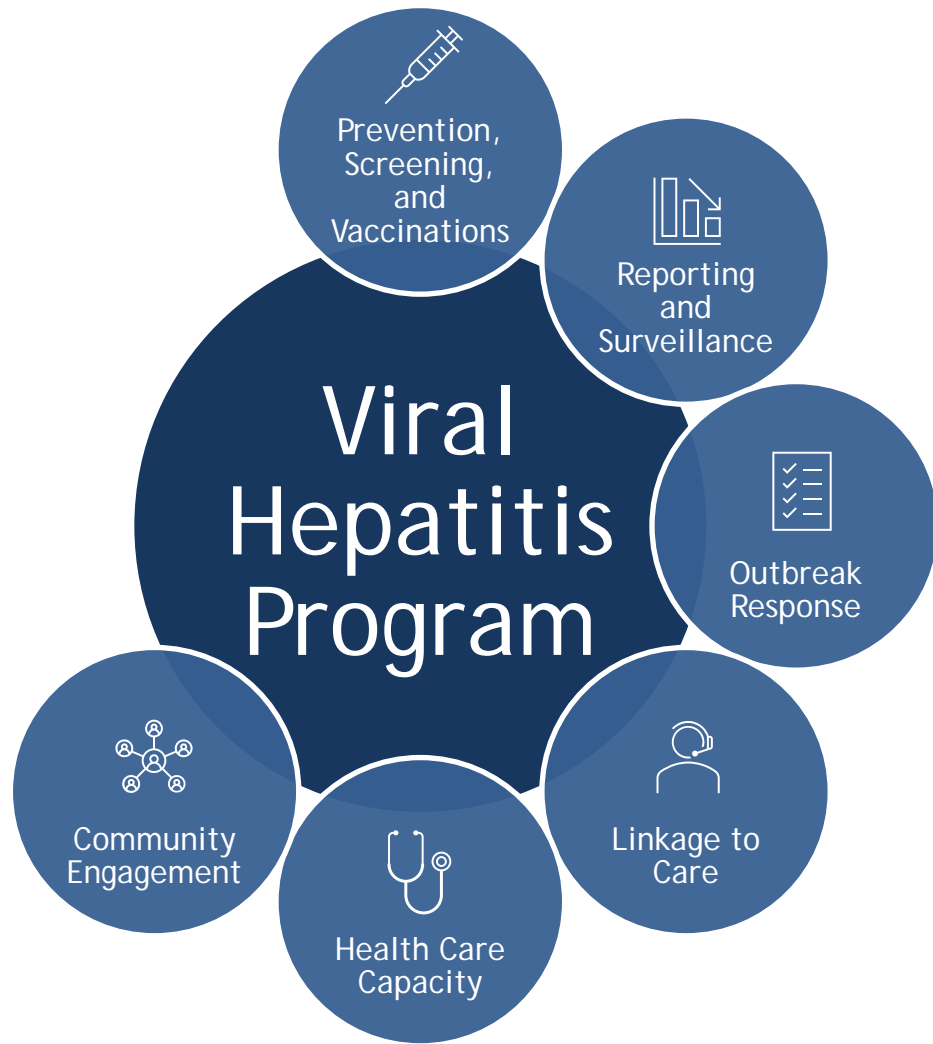 Prevention,
Screening,
and
Vaccinations
Reporting
and
Surveillance
Viral
Hepatitis
Program
Outbreak
Response
Linkage to
Care
Health Care
Capacity
Community
Engagement